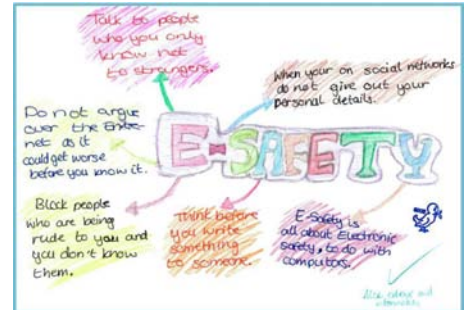 Talk to people
who you only
know not
to strangers.
When your on social networks
do not give out your
personal details.
Do not argue
over the
net as it
could get worse
before you know it.
E-SAFETY
Block people
who are being
rude to you and
you don't know
them.
Think before
you write
something
to someone.
E-Safety is
all about Electronic
safety, to do with
computors.